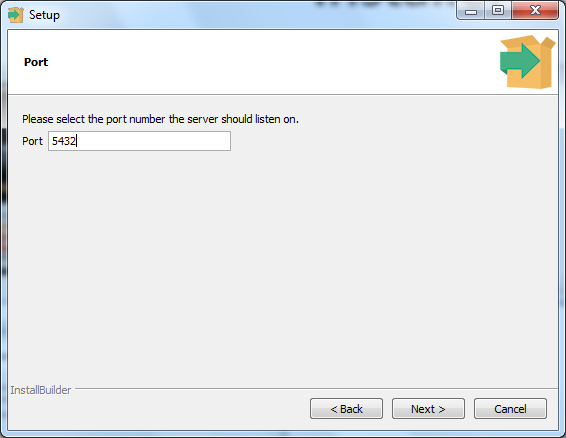 Setup
Port
Please select the port number the server should listen on.
Port 5432
InstallBuilder
< Back Next > Cancel